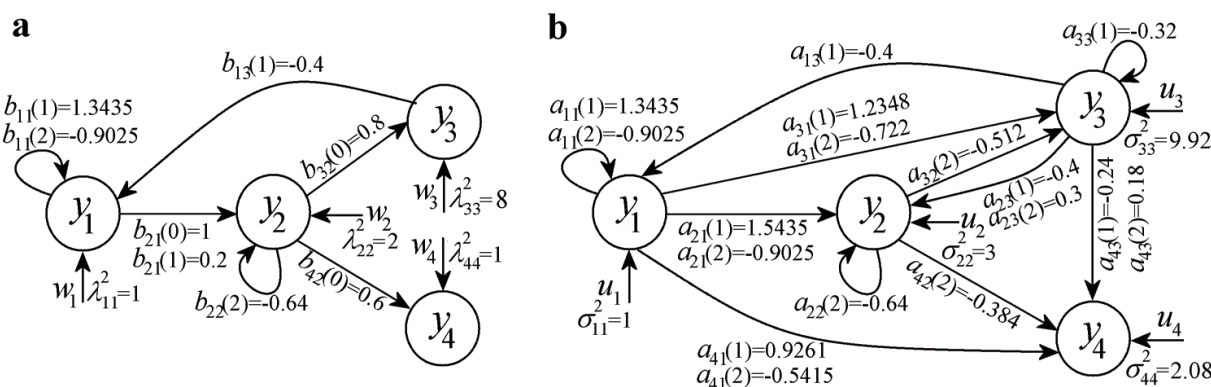 a
b₁₃(1)=-0.4
b₁₁(1)=1.3435
b₁₁(2)=-0.9025
y₁
b₂₁(0)=1
b₂₁(1)=0.2
w₁ λ²₁₁=1
b₃₂(0)=0.8
y₂
w₂
λ²₂₂=2
b₂₂(2)=-0.64
b₄₂(0)=0.6
y₃
w₃ λ²₃₃=8
w₄ λ²₄₄=1
y₄
b
a₃₃(1)=-0.32
a₁₃(1)=-0.4
a₁₁(1)=1.3435
a₁₁(2)=-0.9025
a₃₁(1)=1.2348
a₃₁(2)=-0.722
y₃
u₃
σ²₃₃=9.92
a₃₂(2)=-0.512
a₂₃(1)=-0.4
a₂₃(2)=0.3
y₁
a₂₁(1)=1.5435
a₂₁(2)=-0.9025
y₂
u₂
σ²₂₂=3
a₂₂(2)=-0.64
a₄₂(2)=-0.384
a₄₃(1)=-0.24
a₄₃(2)=0.18
u₁
σ²₁₁=1
a₄₁(1)=0.9261
a₄₁(2)=-0.5415
y₄
u₄
σ²₄₄=2.08